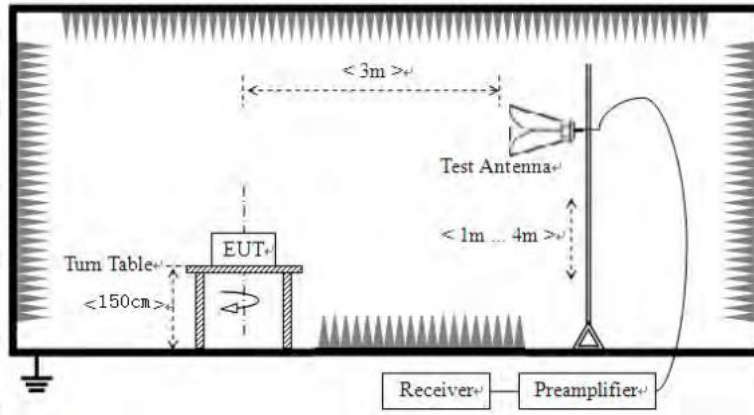 < 3m >
Test Antenna
< 1m ... 4m >
EUT
Turn Table
<150cm>
Receiver
Preamplifier